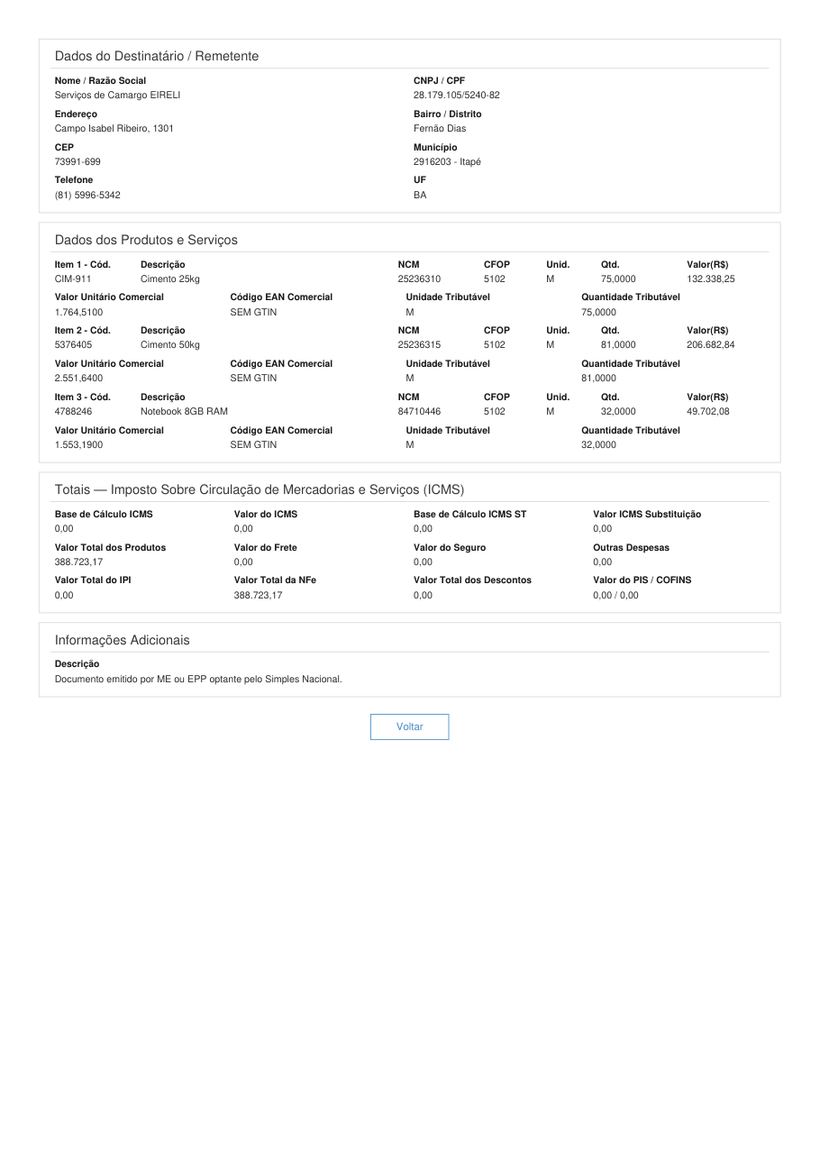 Dados do Destinatário / Remetente
Nome / Razão Social CNPJ / CPF
Serviços de Camargo EIRELI 28.179.105/5240-82
Endereço Bairro / Distrito
Campo Isabel Ribeiro, 1301 Fernão Dias
CEP Município
73991-699 2916203 - Itapé
Telefone UF
(81) 5996-5342 BA
Dados dos Produtos e Serviços
Item 1 - Cód. Descrição NCM CFOP Unid. Qtd. Valor(R$)
CIM-911 Cimento 25kg 25236310 5102 M 75,0000 132.338,25
Valor Unitário Comercial Código EAN Comercial Unidade Tributável Quantidade Tributável
1.764,5100 SEM GTIN M 75,0000
Item 2 - Cód. Descrição NCM CFOP Unid. Qtd. Valor(R$)
5376405 Cimento 50kg 25236315 5102 M 81,0000 206.682,84
Valor Unitário Comercial Código EAN Comercial Unidade Tributável Quantidade Tributável
2.551,6400 SEM GTIN M 81,0000
Item 3 - Cód. Descrição NCM CFOP Unid. Qtd. Valor(R$)
4788246 Notebook 8GB RAM 84710446 5102 M 32,0000 49.702,08
Valor Unitário Comercial Código EAN Comercial Unidade Tributável Quantidade Tributável
1.553,1900 SEM GTIN M 32,0000
Totais — Imposto Sobre Circulação de Mercadorias e Serviços (ICMS)
Base de Cálculo ICMS Valor do ICMS Base de Cálculo ICMS ST Valor ICMS Substituição
0,00 0,00 0,00 0,00
Valor Total dos Produtos Valor do Frete Valor do Seguro Outras Despesas
388.723,17 0,00 0,00 0,00
Valor Total do IPI Valor Total da NFe Valor Total dos Descontos Valor do PIS / COFINS
0,00 388.723,17 0,00 0,00 / 0,00
Informações Adicionais
Descrição
Documento emitido por ME ou EPP optante pelo Simples Nacional.
Voltar